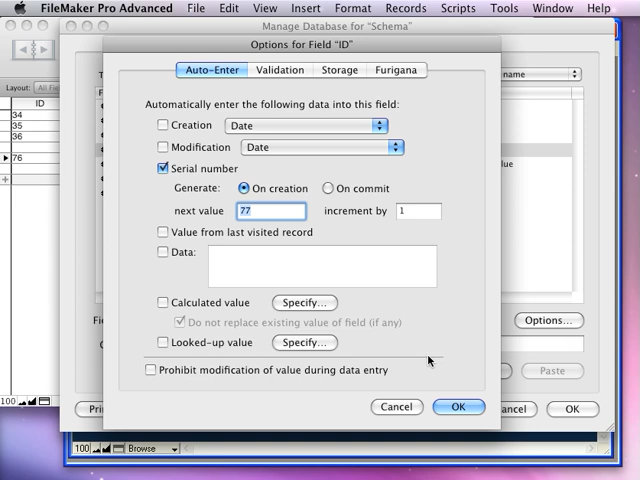 FileMaker Pro Advanced File Edit View Insert Format Records Scripts Tools Window Help
Manage Database for “Schema”
Options for Field “ID”
Auto-Enter Validation Storage Furigana
name
Layout: All Fi
ID
34
35
36
76
Automatically enter the following data into this field:
Creation Date
Modification Date
Serial number
Generate: On creation On commit
next value 77 increment by 1
Value from last visited record
Data:
Calculated value Specify...
Do not replace existing value of field (if any)
Looked-up value Specify...
Prohibit modification of value during data entry
Cancel OK
Options...
Paste
OK
100
100 Browse